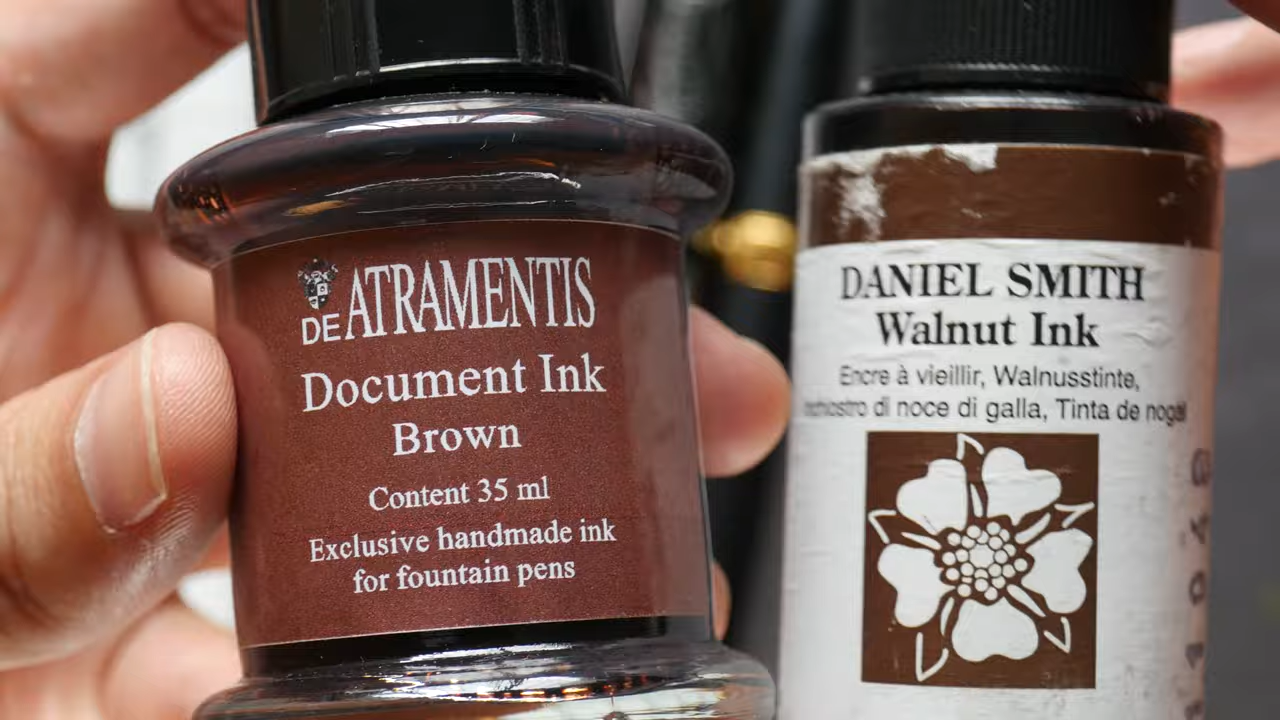 DE ATRAMENTIS
Document Ink
Brown
Content 35 ml
Exclusive handmade ink
for fountain pens
DANIEL SMITH
Walnut Ink
Encre à vieillir, Walnusstinte,
di noce di galla, Tinta de nogal